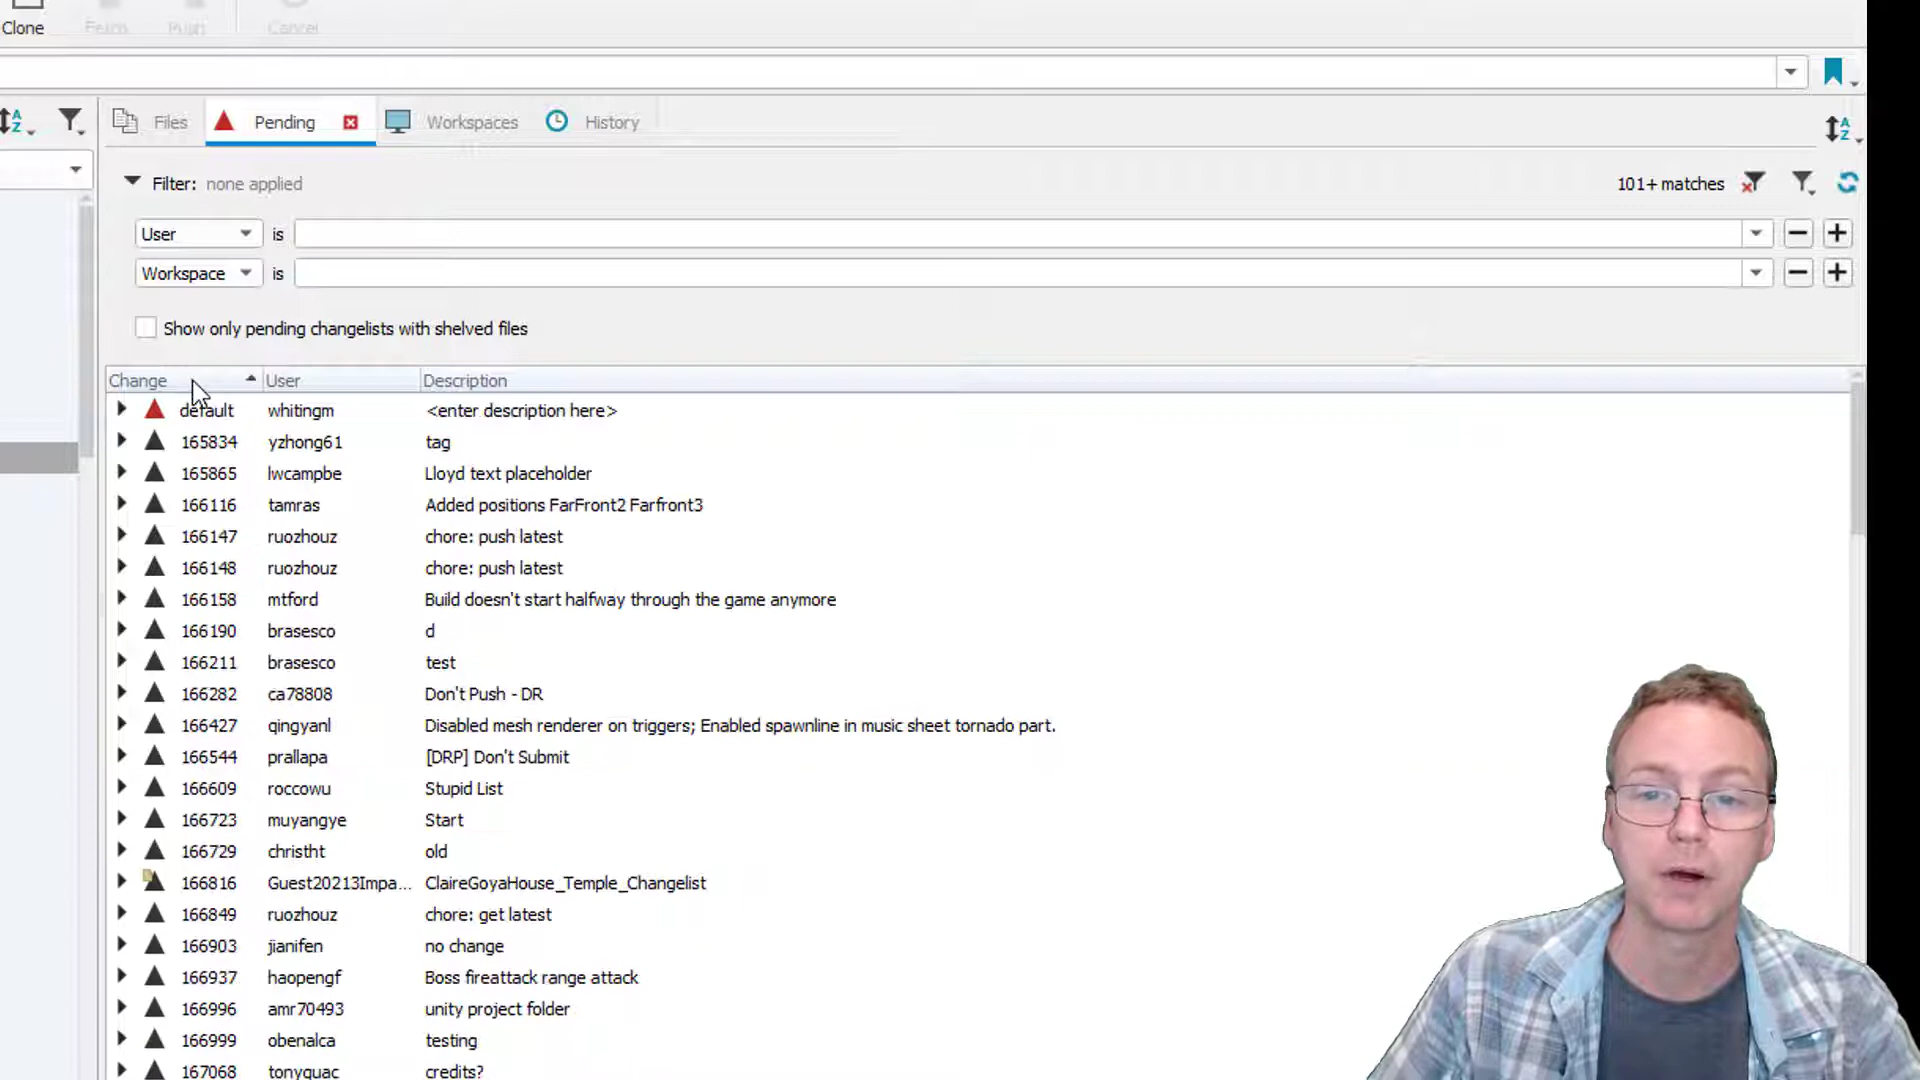 Clone Fetch Push Cancel
Files Pending Workspaces History
Filter: none applied 101+ matches
User is
Workspace is
Show only pending changelists with shelved files
Change User Description
default whitingm <enter description here>
165834 yzhong61 tag
165865 lwcampbe Lloyd text placeholder
166116 tamras Added positions FarFront2 Farfront3
166147 ruozhouz chore: push latest
166148 ruozhouz chore: push latest
166158 mtford Build doesn't start halfway through the game anymore
166190 brasesco d
166211 brasesco test
166282 ca78808 Don't Push - DR
166427 qingyanl Disabled mesh renderer on triggers; Enabled spawnline in music sheet tornado part.
166544 prallapa [DRP] Don't Submit
166609 roccowu Stupid List
166723 muyangye Start
166729 christht old
166816 Guest20213Impa... ClaireGoyaHouse_Temple_Changelist
166849 ruozhouz chore: get latest
166903 jianifen no change
166937 haopengf Boss fireattack range attack
166996 amr70493 unity project folder
166999 obenalca testing
167068 tonyquac credits?